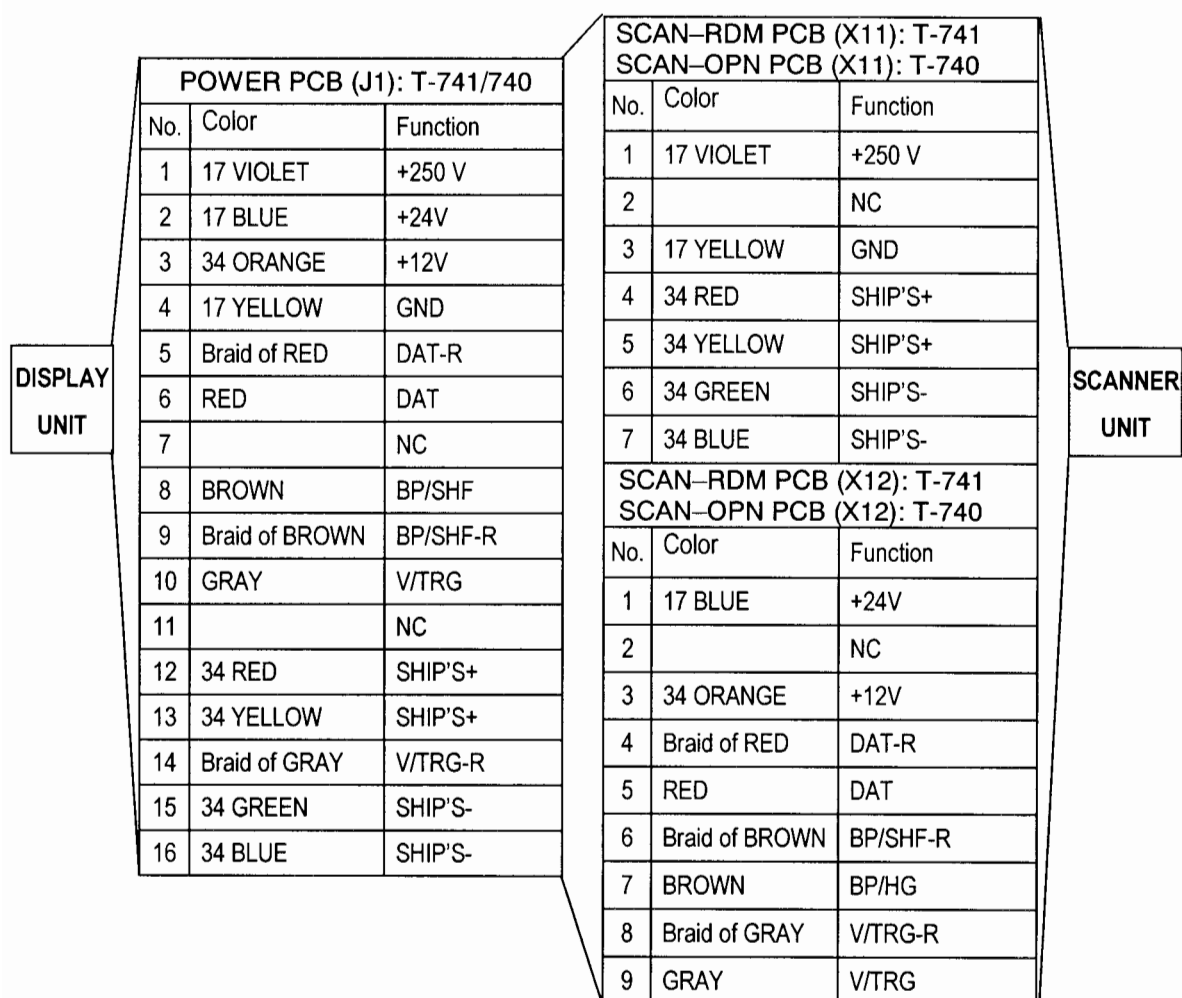 DISPLAY
UNIT
POWER PCB (J1): T-741/740
No. Color Function
1 17 VIOLET +250 V
2 17 BLUE +24V
3 34 ORANGE +12V
4 17 YELLOW GND
5 Braid of RED DAT-R
6 RED DAT
7 NC
8 BROWN BP/SHF
9 Braid of BROWN BP/SHF-R
10 GRAY V/TRG
11 NC
12 34 RED SHIP'S+
13 34 YELLOW SHIP'S+
14 Braid of GRAY V/TRG-R
15 34 GREEN SHIP'S-
16 34 BLUE SHIP'S-
SCAN–RDM PCB (X11): T-741
SCAN–OPN PCB (X11): T-740
No. Color Function
1 17 VIOLET +250 V
2 NC
3 17 YELLOW GND
4 34 RED SHIP'S+
5 34 YELLOW SHIP'S+
6 34 GREEN SHIP'S-
7 34 BLUE SHIP'S-
SCAN–RDM PCB (X12): T-741
SCAN–OPN PCB (X12): T-740
No. Color Function
1 17 BLUE +24V
2 NC
3 34 ORANGE +12V
4 Braid of RED DAT-R
5 RED DAT
6 Braid of BROWN BP/SHF-R
7 BROWN BP/HG
8 Braid of GRAY V/TRG-R
9 GRAY V/TRG
SCANNER
UNIT